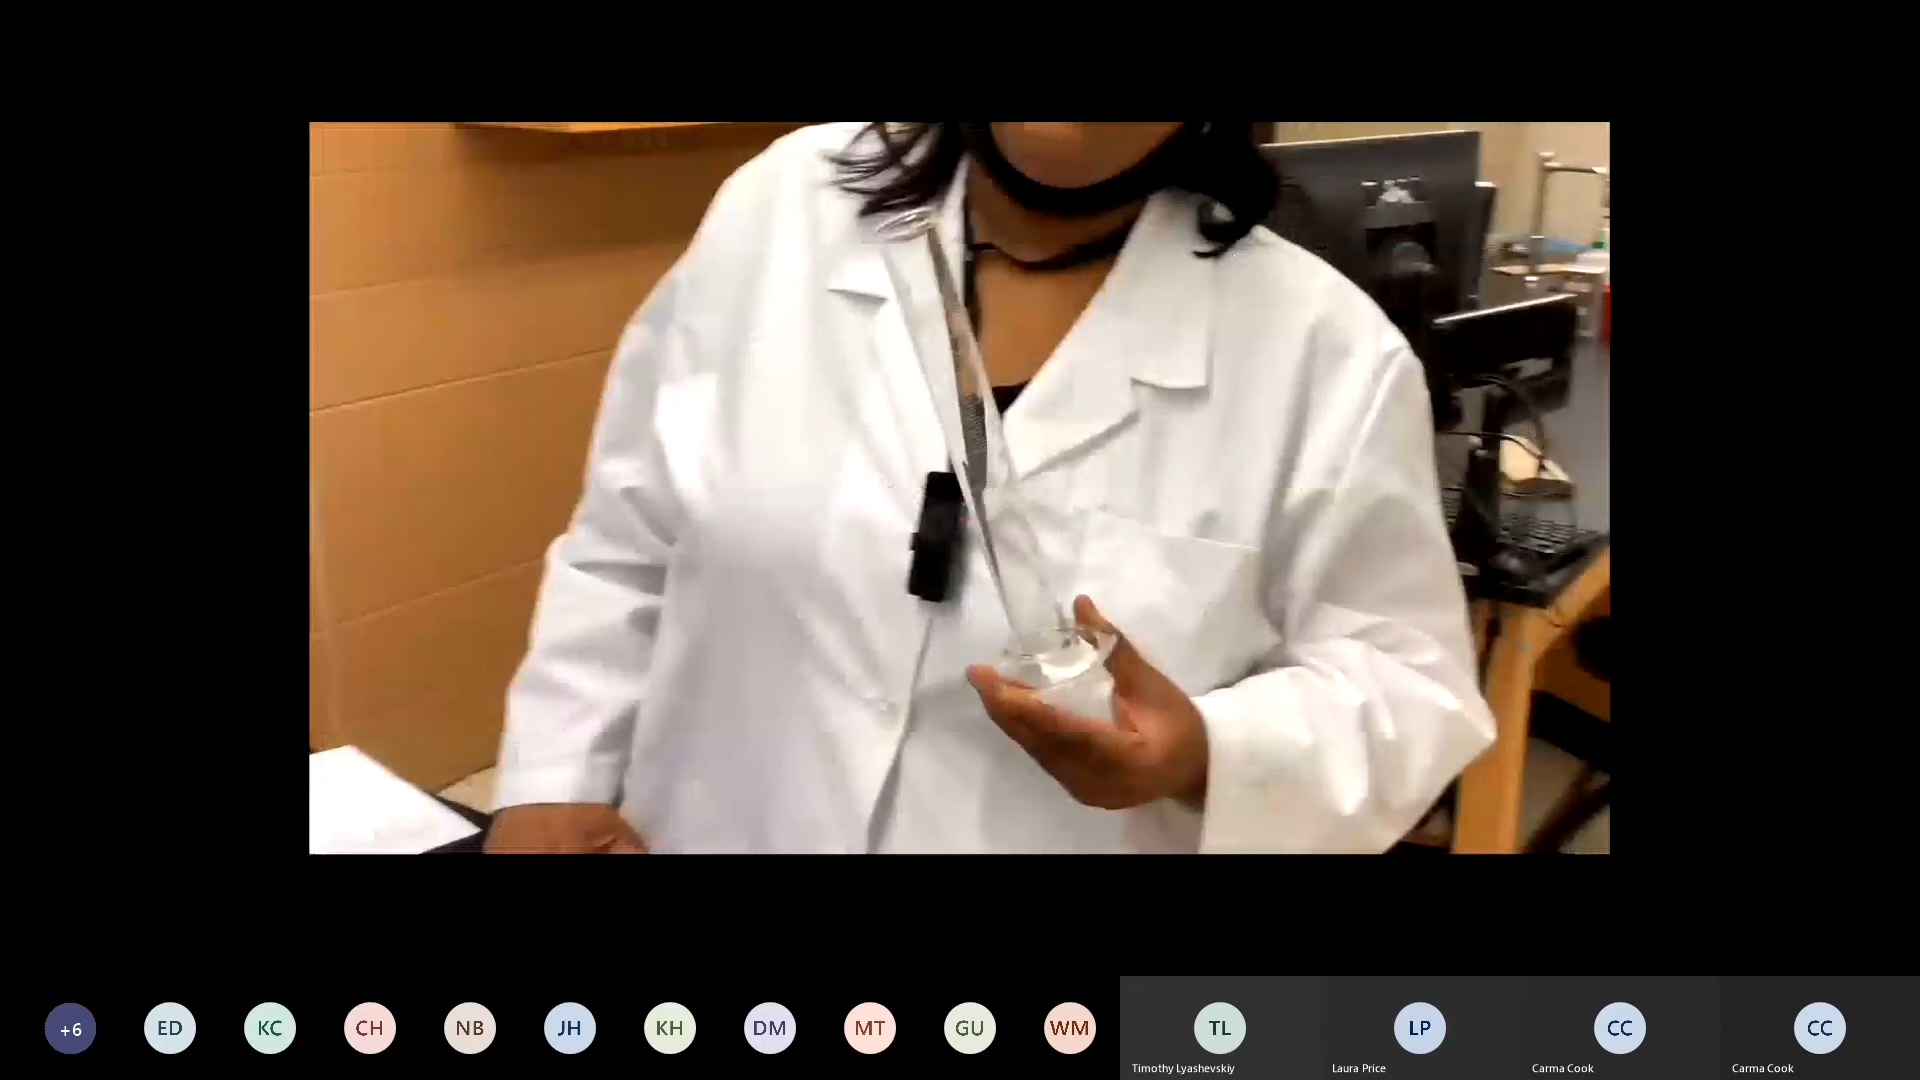 +6
ED
KC
CH
NB
JH
KH
DM
MT
GU
WM
TL
LP
CC
CC
Timothy Lyashevskiy
Laura Price
Carma Cook
Carma Cook